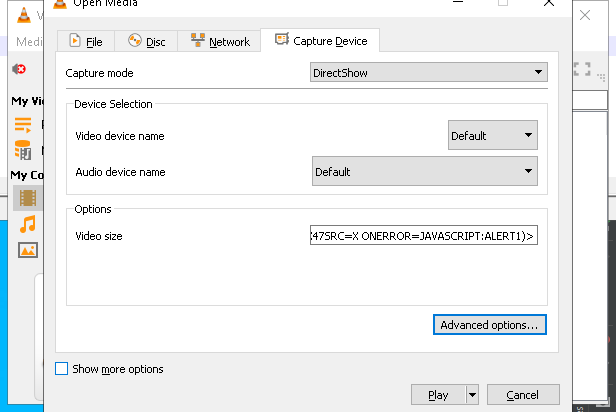 Open Media
V
Medi
File
Disc
Network
Capture Device
Capture mode
DirectShow
My Vi
Device Selection
Video device name
Default
Audio device name
Default
My Co
Options
Video size
47SRC=X ONERROR=JAVASCRIPT:ALERT1)>
Advanced options...
Show more options
Play
Cancel